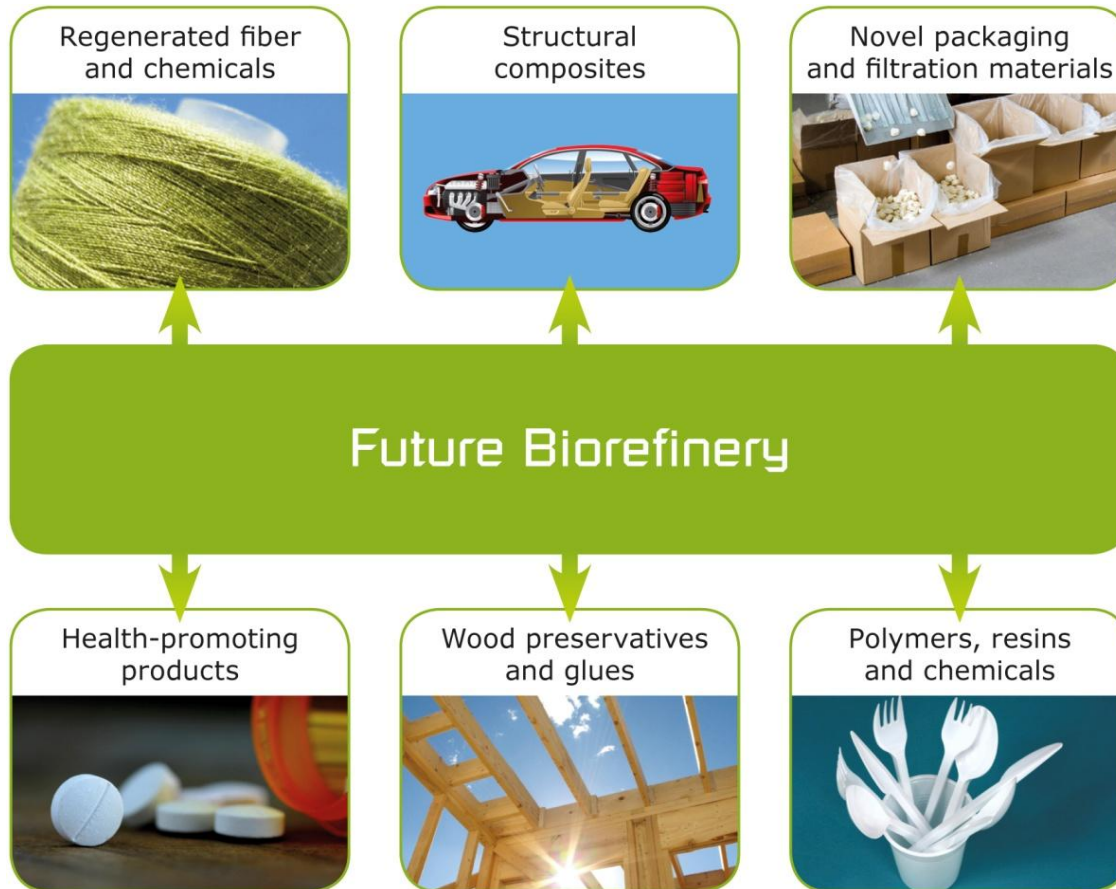 Regenerated fiber
and chemicals
Structural
composites
Novel packaging
and filtration materials
Future Biorefinery
Health-promoting
products
Wood preservatives
and glues
Polymers, resins
and chemicals